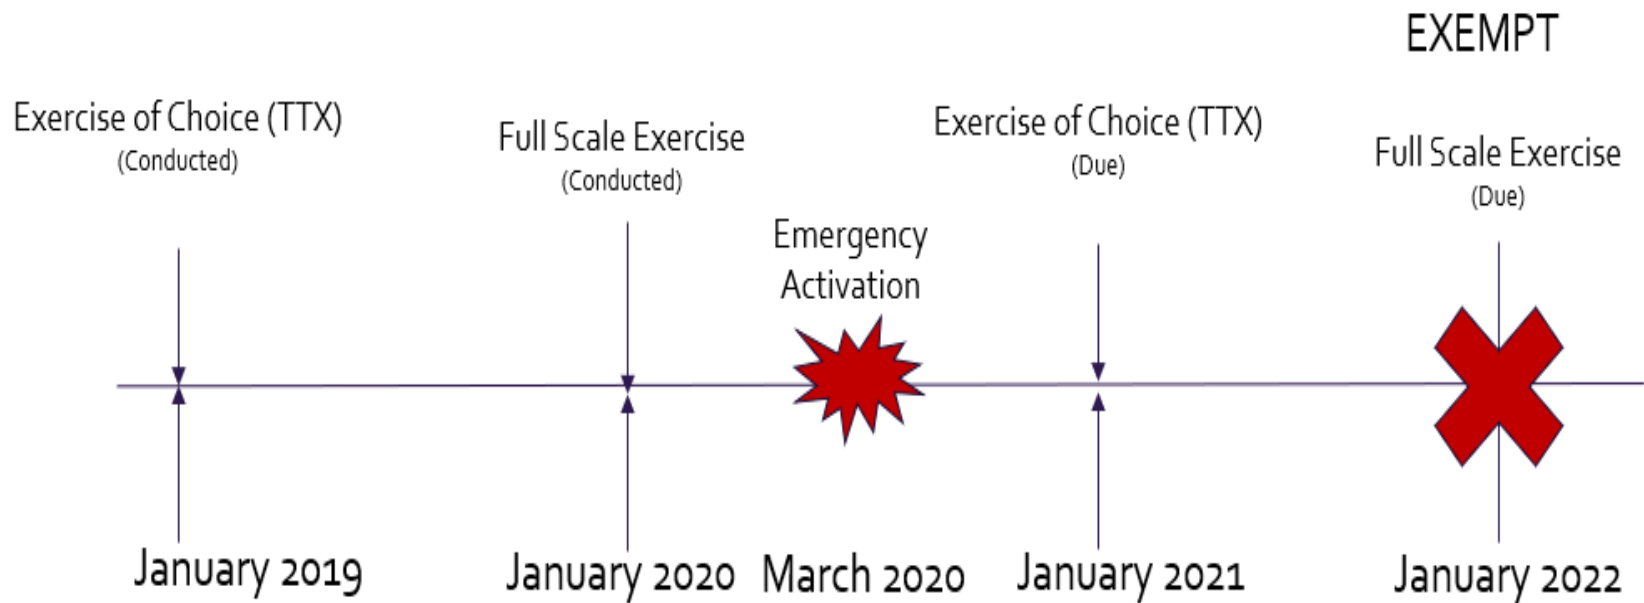 EXEMPT
Exercise of Choice (TTX)
(Conducted)
Full Scale Exercise
(Conducted)
Emergency
Activation
Exercise of Choice (TTX)
(Due)
Full Scale Exercise
(Due)
January 2019
January 2020
March 2020
January 2021
January 2022